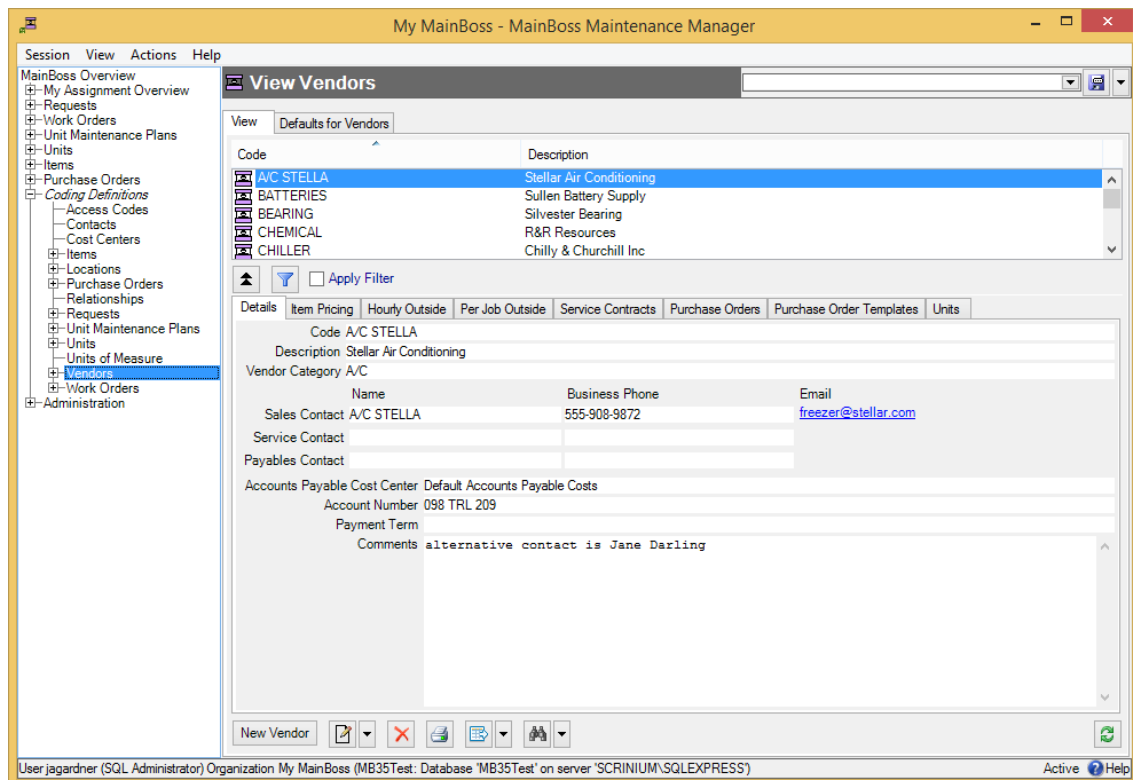 My MainBoss - MainBoss Maintenance Manager
Session View Actions Help
MainBoss Overview
My Assignment Overview
Requests
Work Orders
Unit Maintenance Plans
Units
Items
Purchase Orders
Coding Definitions
Access Codes
Contacts
Cost Centers
Items
Locations
Purchase Orders
Relationships
Requests
Unit Maintenance Plans
Units
Units of Measure
Vendors
Work Orders
Administration
View Vendors
View Defaults for Vendors
Code Description
A/C STELLA Stellar Air Conditioning
BATTERIES Sullen Battery Supply
BEARING Silvester Bearing
CHEMICAL R&R Resources
CHILLER Chilly & Churchill Inc
Apply Filter
Details Item Pricing Hourly Outside Per Job Outside Service Contracts Purchase Orders Purchase Order Templates Units
Code A/C STELLA
Description Stellar Air Conditioning
Vendor Category A/C
Name Business Phone Email
Sales Contact A/C STELLA 555-908-9872 freezer@stellar.com
Service Contact
Payables Contact
Accounts Payable Cost Center Default Accounts Payable Costs
Account Number 098 TRL 209
Payment Term
Comments alternative contact is Jane Darling
New Vendor
User jagardner (SQL Administrator) Organization My MainBoss (MB35Test: Database 'MB35Test' on server 'SCRINIUM\SQLEXPRESS') Active Help